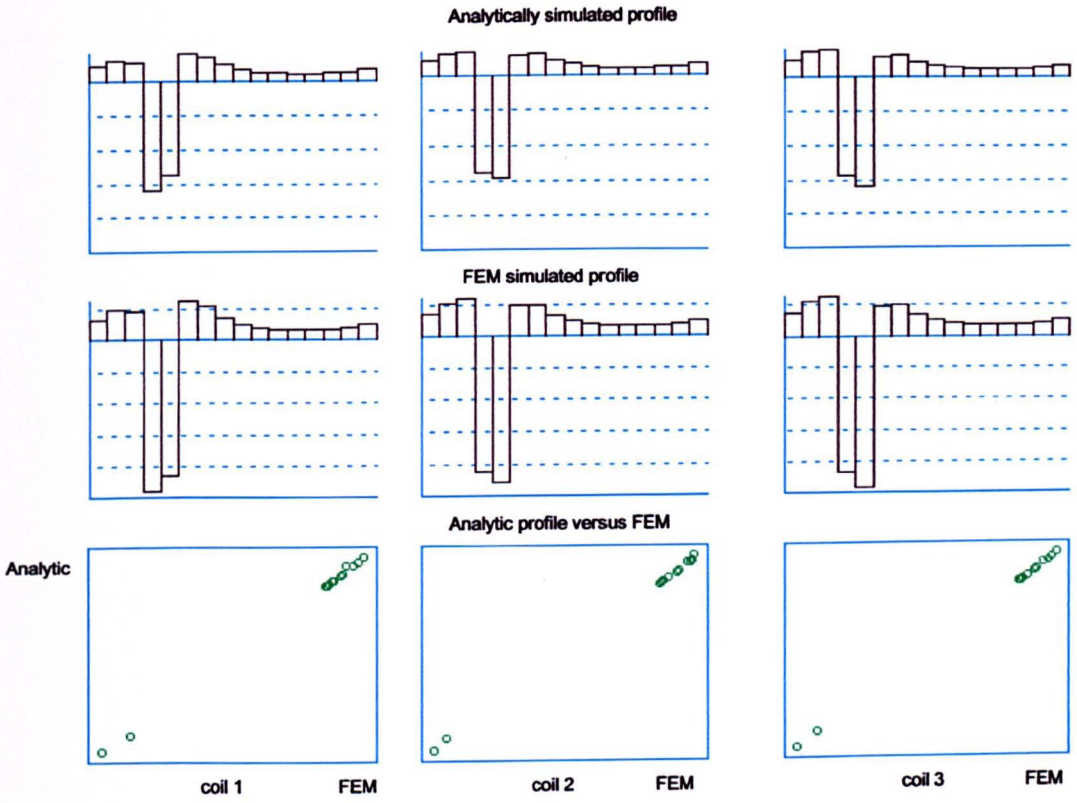 Analytically simulated profile
FEM simulated profile
Analytic profile versus FEM
Analytic
coil 1 FEM coil 2 FEM coil 3 FEM